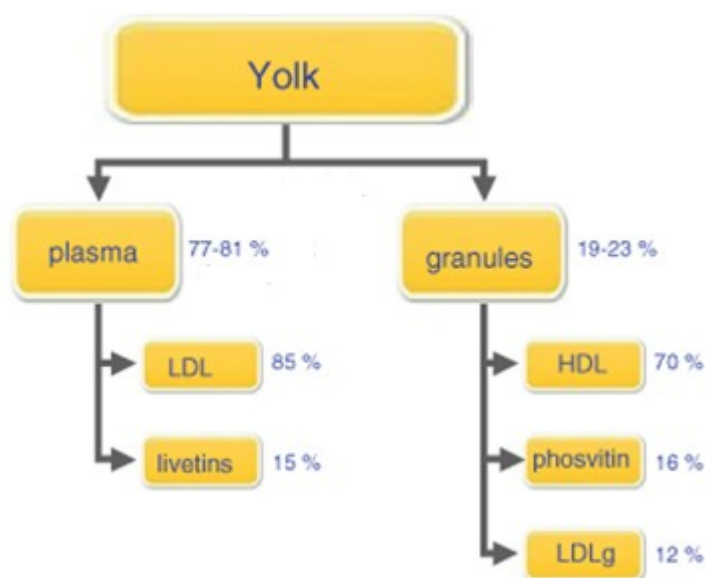 Yolk
plasma 77-81 %
granules 19-23 %
LDL 85 %
HDL 70 %
livetins 15 %
phosvitin 16 %
LDLg 12 %